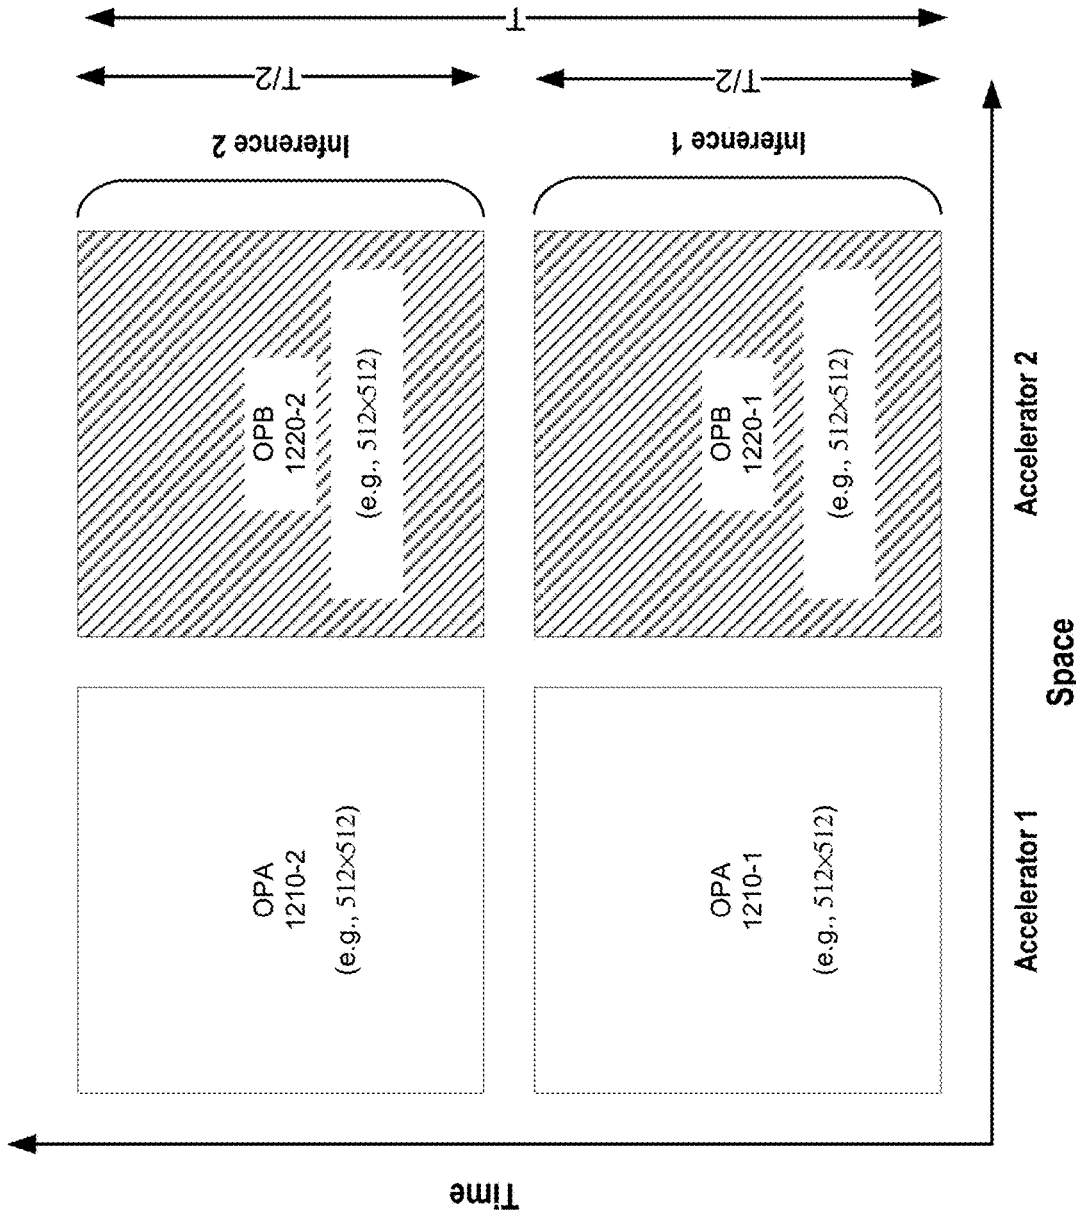 T
T/2
T/2
Inference 2
Inference 1
OPB
1220-2
(e.g., 512×512)
OPB
1220-1
(e.g., 512×512)
OPA
1210-2
(e.g., 512×512)
OPA
1210-1
(e.g., 512×512)
Accelerator 1
Accelerator 2
Space
Time